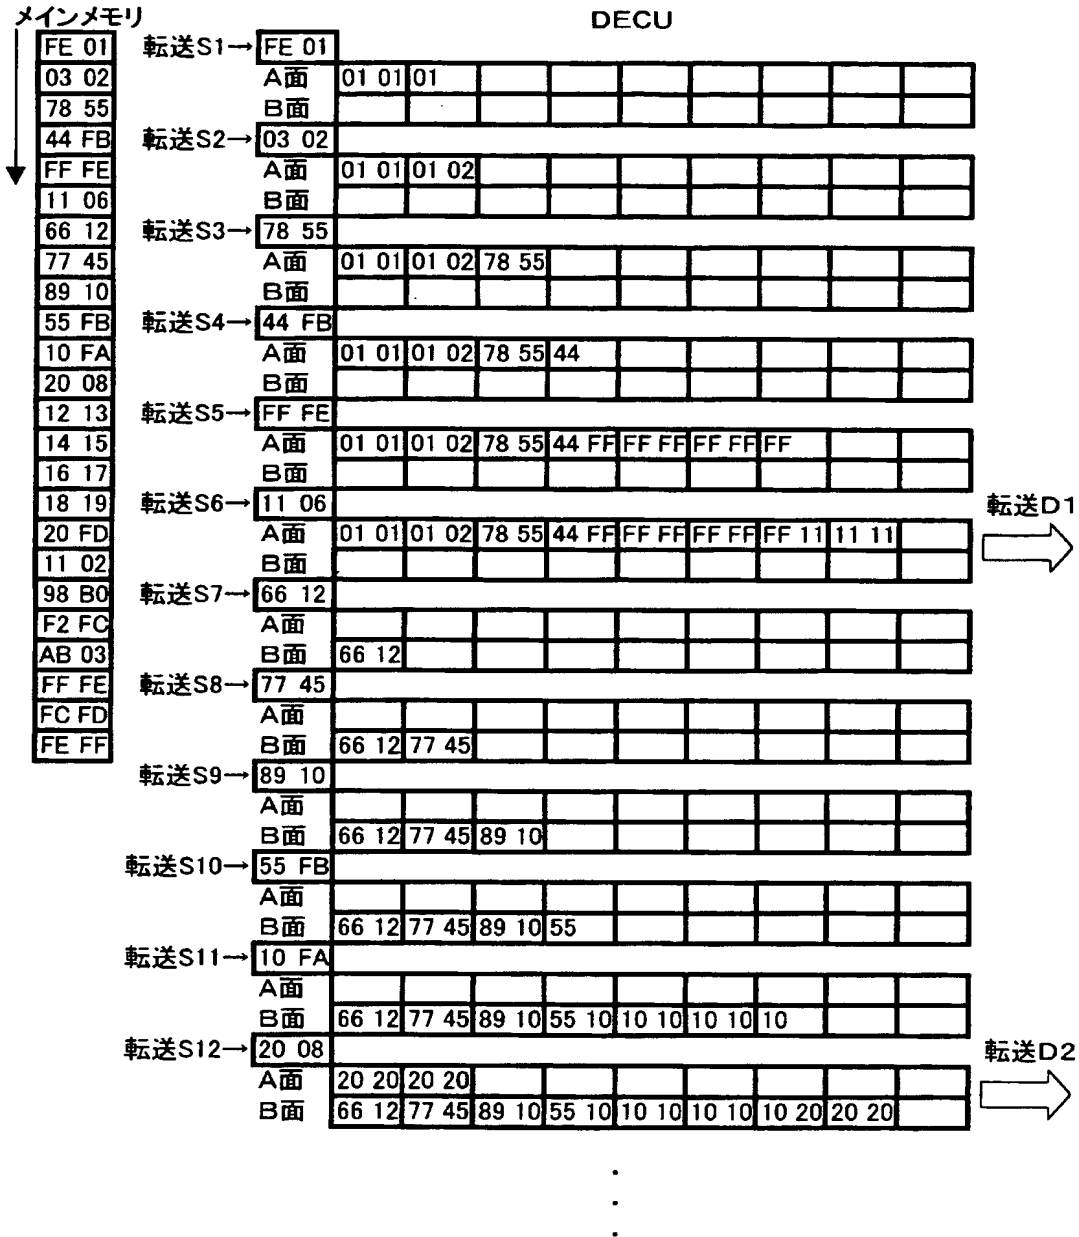 メインメモリ
DECU
FE 01
03 02
78 55
44 FB
FF FE
11 06
66 12
77 45
89 10
55 FB
10 FA
20 08
12 13
14 15
16 17
18 19
20 FD
11 02
98 B0
F2 FC
AB 03
FF FE
FC FD
FE FF
転送S1→ FE 01
A面 01 01 01
B面
転送S2→ 03 02
A面 01 01 01 02
B面
転送S3→ 78 55
A面 01 01 01 02 78 55
B面
転送S4→ 44 FB
A面 01 01 01 02 78 55 44
B面
転送S5→ FF FE
A面 01 01 01 02 78 55 44 FF FF FF FF FF FF
B面
転送S6→ 11 06
転送D1
A面 01 01 01 02 78 55 44 FF FF FF FF FF FF 11 11 11
B面
転送S7→ 66 12
A面
B面 66 12
転送S8→ 77 45
A面
B面 66 12 77 45
転送S9→ 89 10
A面
B面 66 12 77 45 89 10
転送S10→ 55 FB
A面
B面 66 12 77 45 89 10 55
転送S11→ 10 FA
A面
B面 66 12 77 45 89 10 55 10 10 10 10 10 10
転送S12→ 20 08
転送D2
A面 20 20 20 20
B面 66 12 77 45 89 10 55 10 10 10 10 10 10 20 20 20